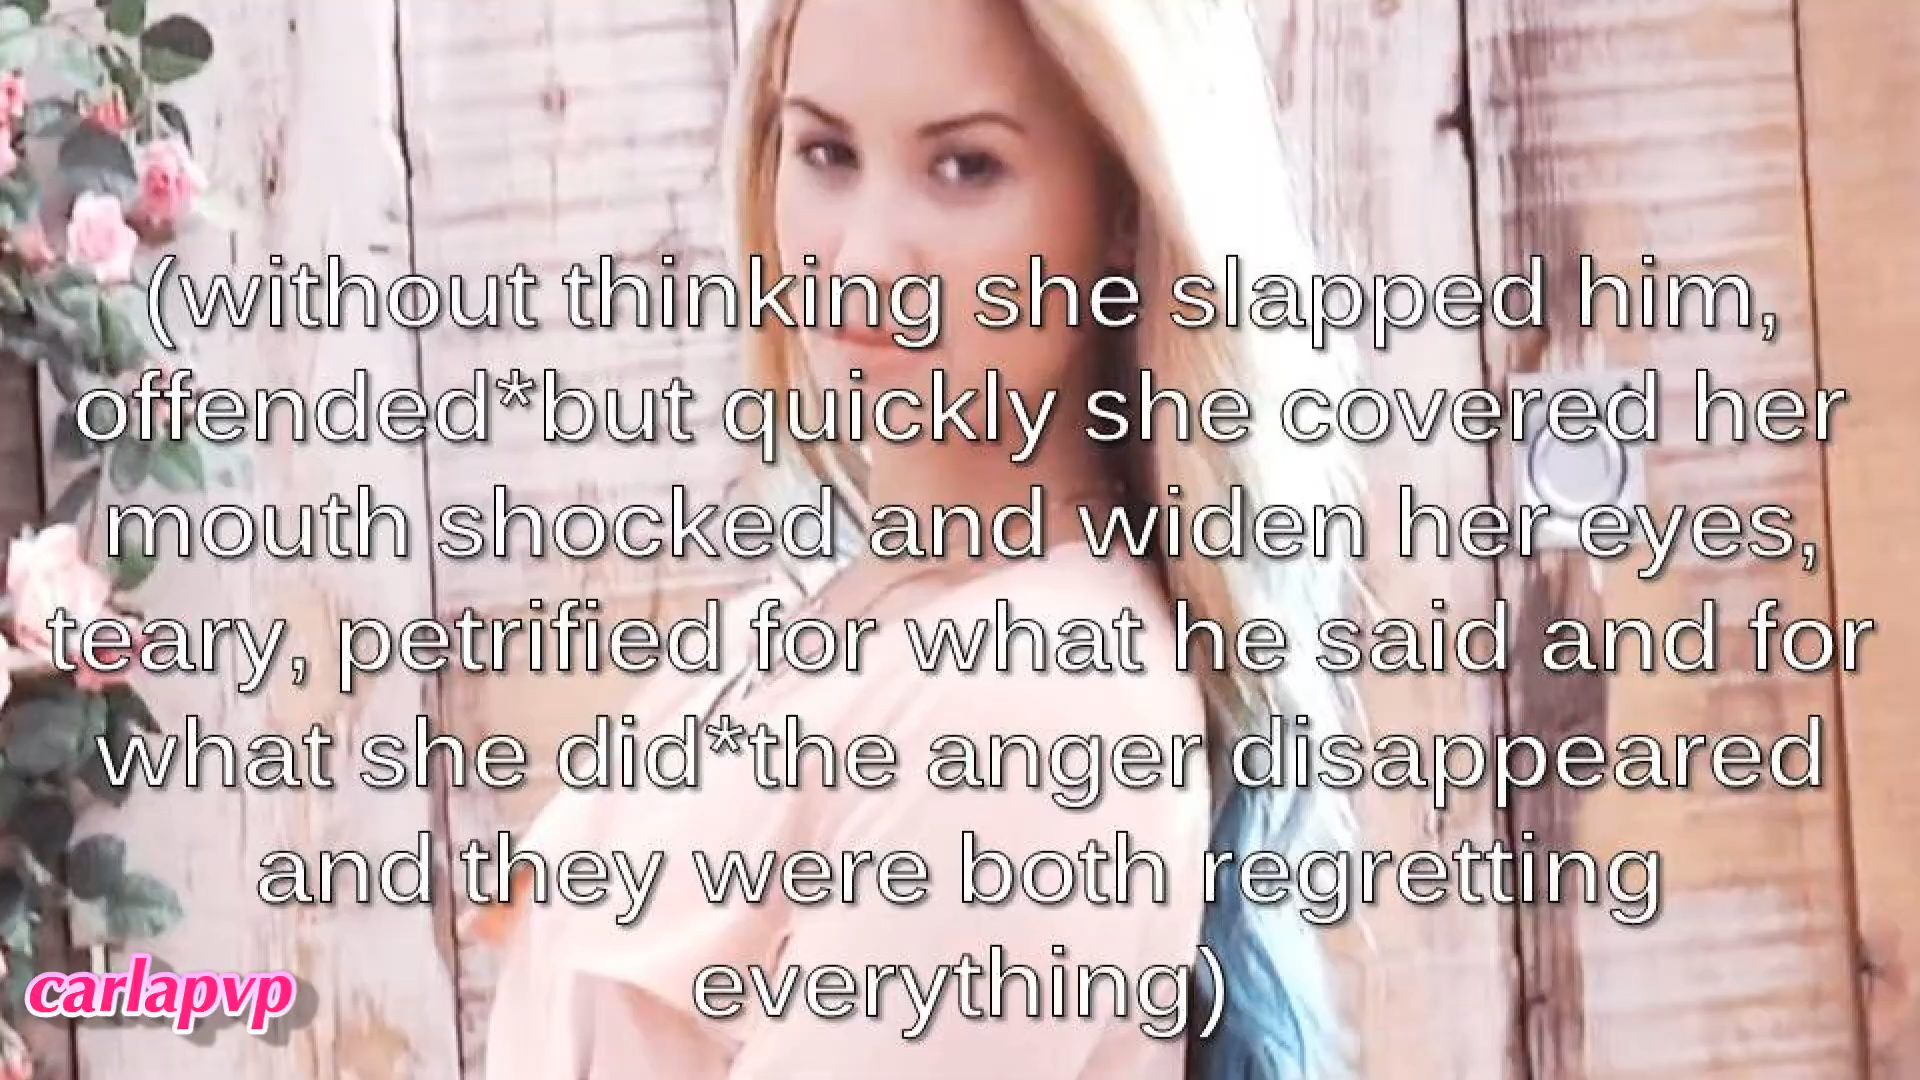 (without thinking she slapped him,
offended*but quickly she covered her
mouth shocked and widen her eyes,
teary, petrified for what he said and for
what she did*the anger disappeared
and they were both regretting
everything)
carlapvp